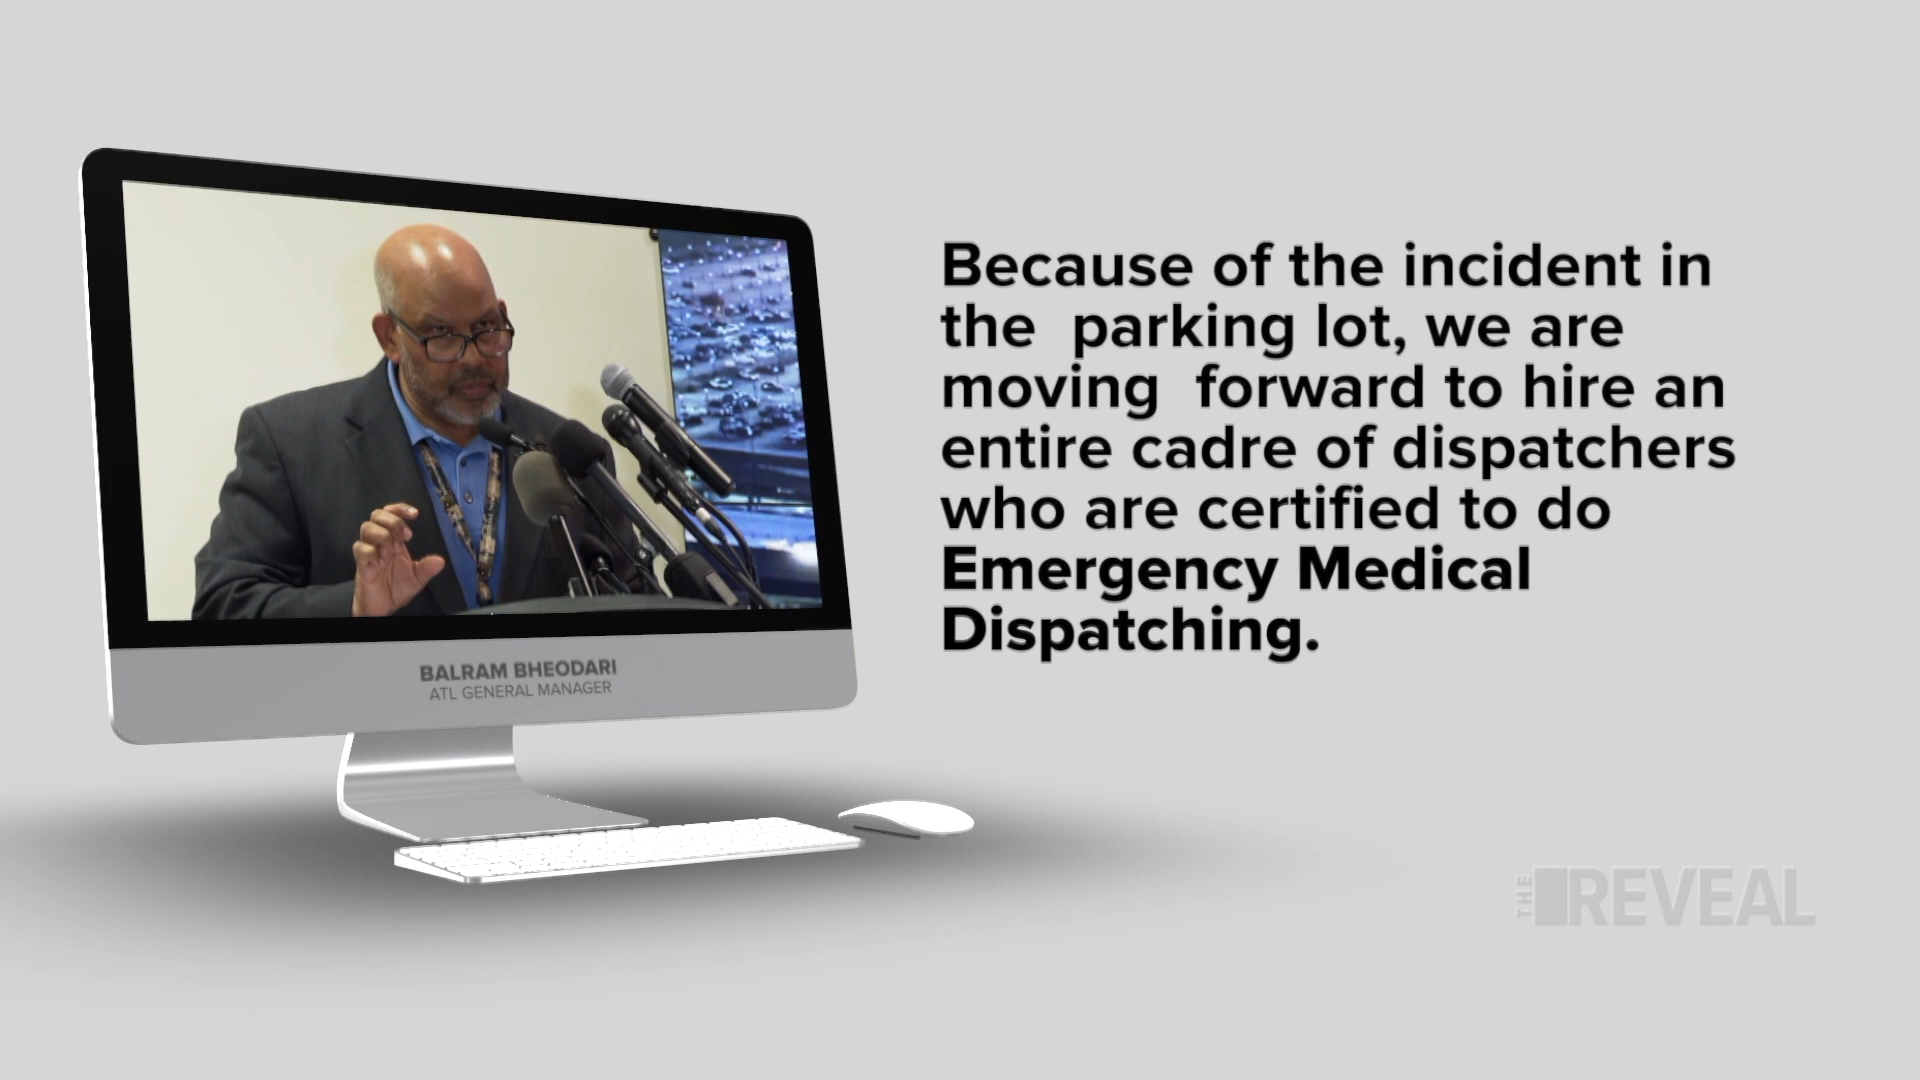 Because of the incident in
the parking lot, we are
moving forward to hire an
entire cadre of dispatchers
who are certified to do
Emergency Medical
Dispatching.
BALRAM BHEODARI
ATL GENERAL MANAGER
THE REVEAL